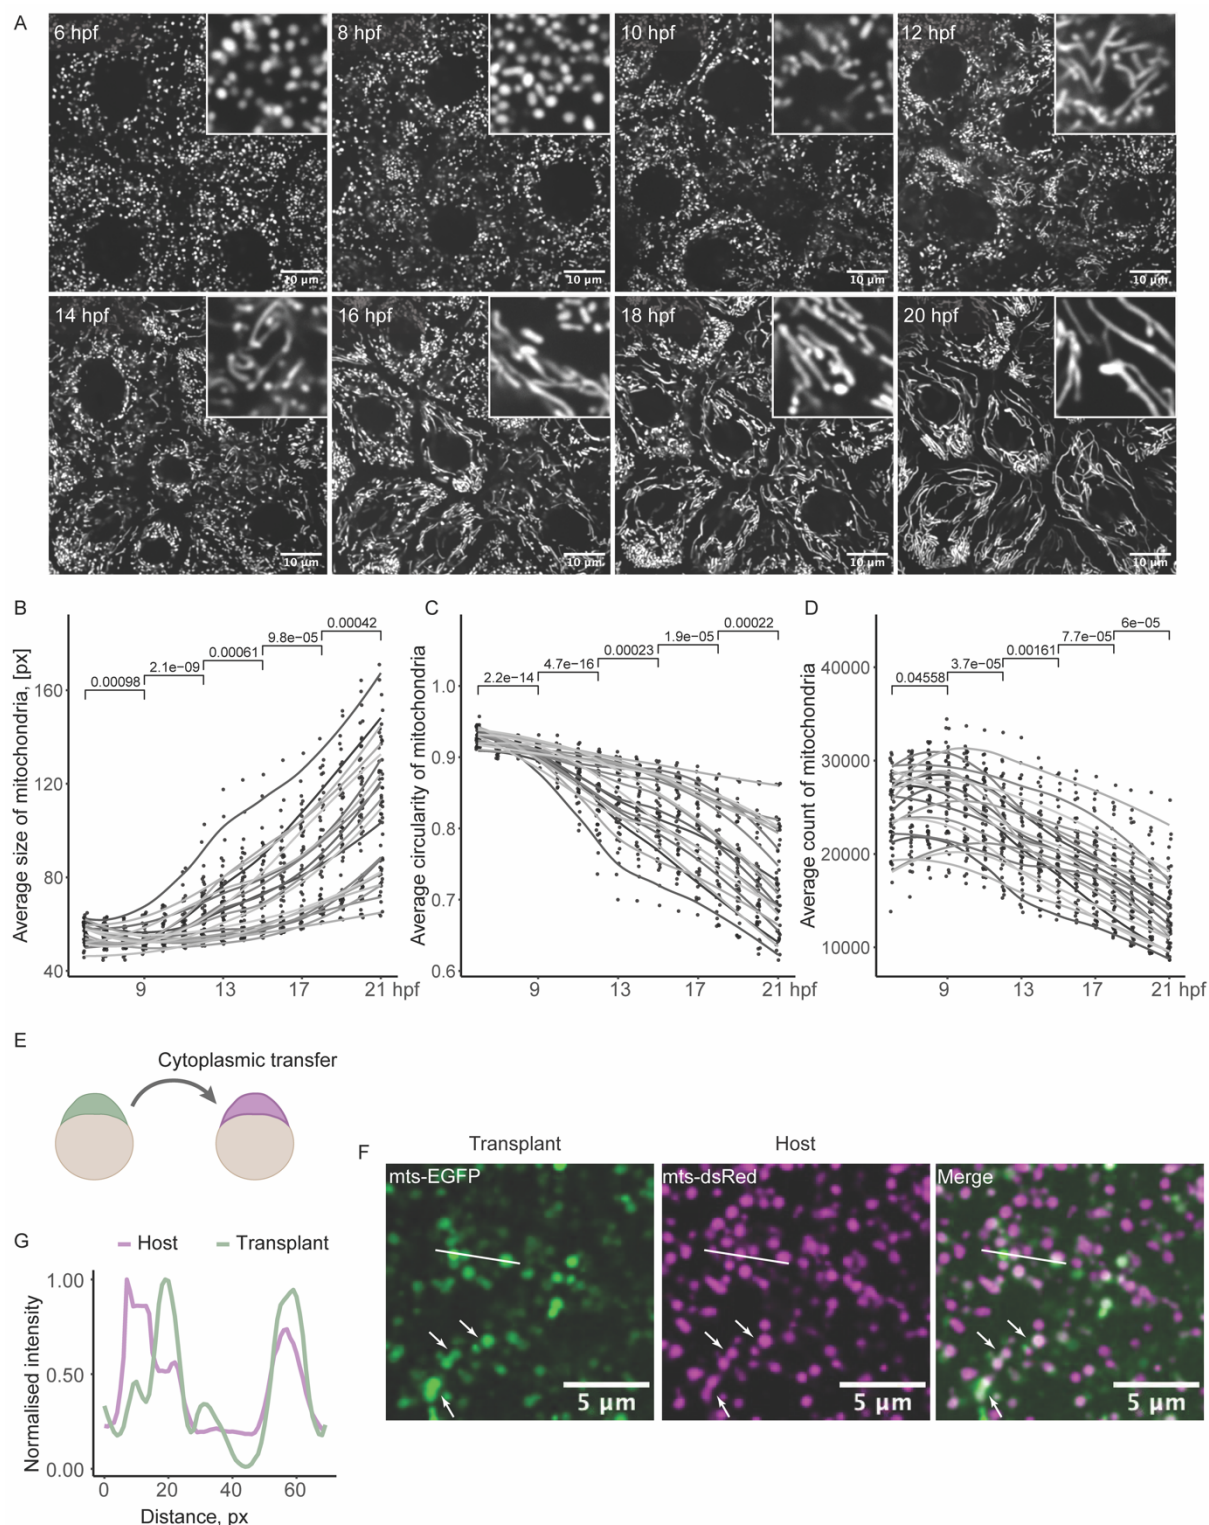 A
6 hpf
8 hpf
10 hpf
12 hpf
10 µm
10 µm
10 µm
10 µm
14 hpf
16 hpf
18 hpf
20 hpf
10 µm
10 µm
10 µm
10 µm
B
Average size of mitochondria, [px]
0.00098
2.1e−09
0.00061
9.8e−05
0.00042
160
120
80
40
9
13
17
21 hpf
C
Average circularity of mitochondria
2.2e−14
4.7e−16
0.00023
1.9e−05
0.00022
1.0
0.9
0.8
0.7
0.6
9
13
17
21 hpf
D
Average count of mitochondria
0.04558
3.7e−05
0.00161
7.7e−05
6e−05
40000
30000
20000
10000
9
13
17
21 hpf
E
Cytoplasmic transfer
F
Transplant
Host
mts-EGFP
mts-dsRed
Merge
5 µm
5 µm
5 µm
G
Host
Transplant
Normalised intensity
1.00
0.50
0.00
0
20
40
60
Distance, px